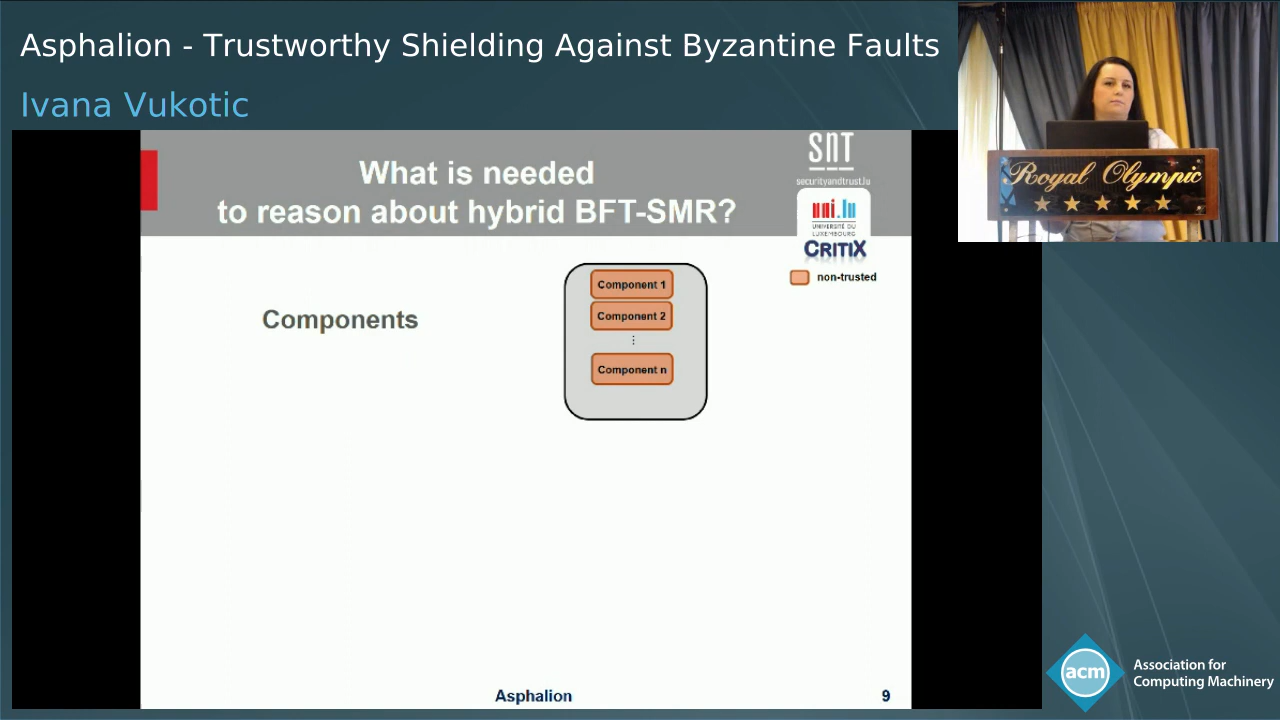 Asphalion - Trustworthy Shielding Against Byzantine Faults
Ivana Vukotic
Royal Olympic
What is needed
to reason about hybrid BFT-SMR?
SNT
securityandtrust.lu
uni.lu
UNIVERSITÉ DU
LUXEMBOURG
CRITIX
non-trusted
Components
Component 1
Component 2
⋮
Component n
Asphalion
9
acm
Association for
Computing Machinery